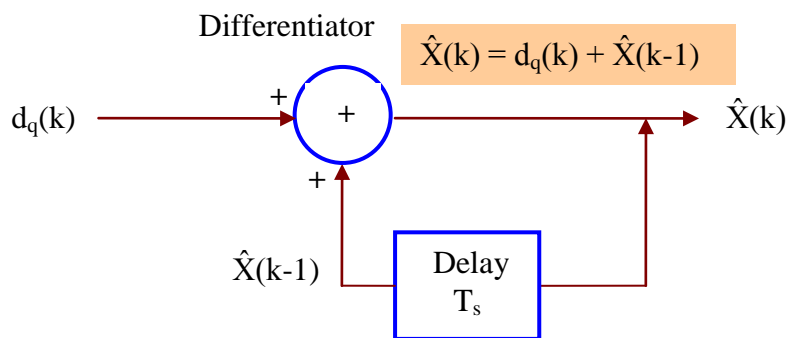 Differentiator
X̂(k) = d_q(k) + X̂(k-1)
+
d_q(k)
+
X̂(k)
+
X̂(k-1)
Delay
T_s